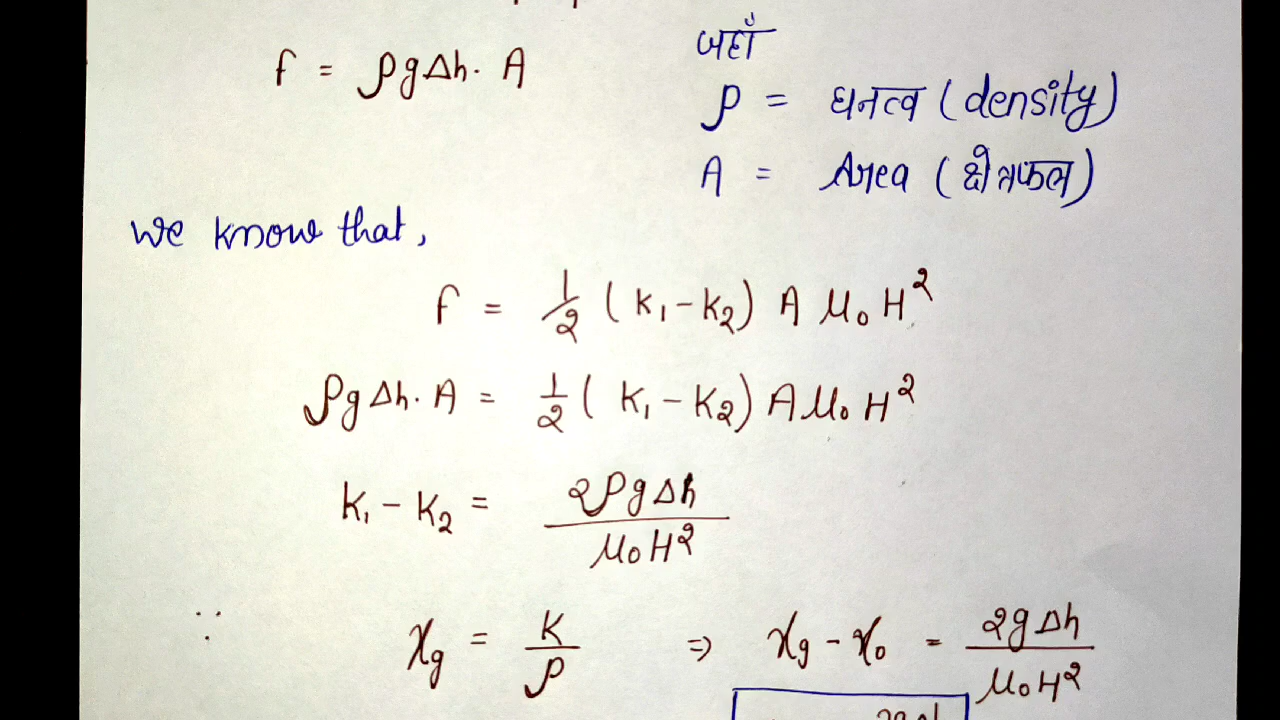 f = ρgΔh. A
जहाँ
ρ = घनत्व (density)
A = Area (क्षेत्रफल)
We know that,
f = 1/2 (K₁-K₂) A μ₀ H²
ρgΔh. A = 1/2 (K₁-K₂) A μ₀ H²
K₁-K₂ = 2ρgΔh / μ₀H²
∵ χg = K/ρ ⇒ χg - χ₀ = 2gΔh / μ₀H²